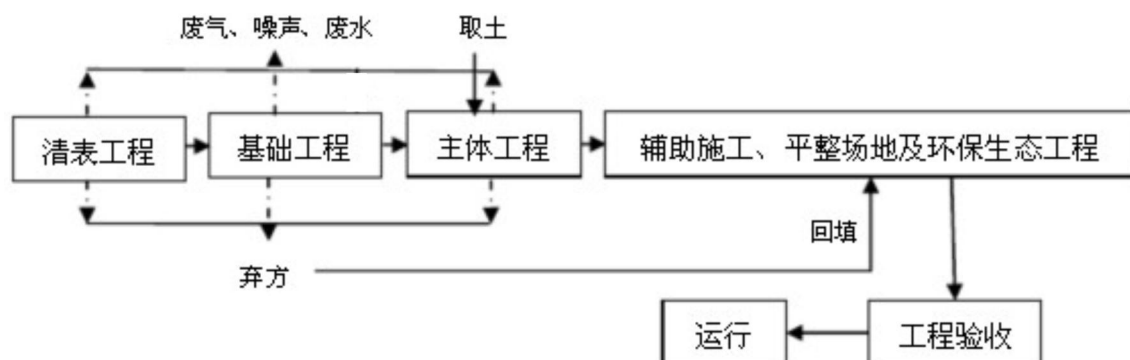 废气、噪声、废水
取土
清表工程
基础工程
主体工程
辅助施工、平整场地及环保生态工程
回填
弃方
运行
工程验收